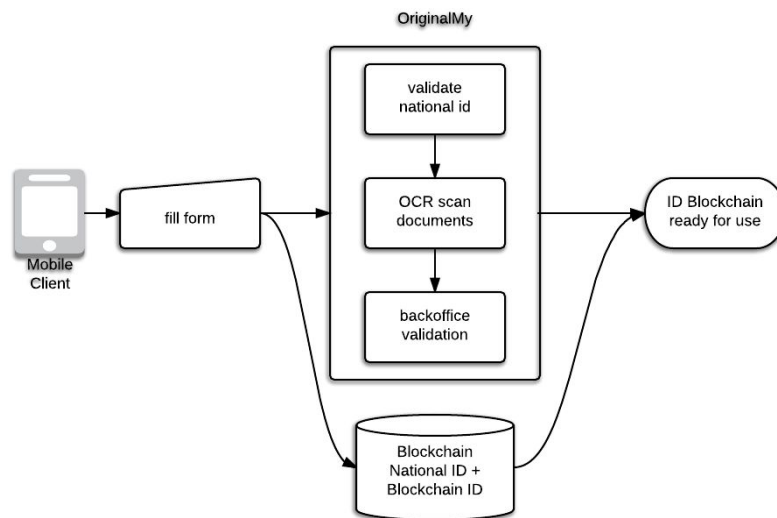 OriginalMy
validate
national id
OCR scan
documents
backoffice
validation
Mobile
Client
fill form
ID Blockchain
ready for use
Blockchain
National ID +
Blockchain ID